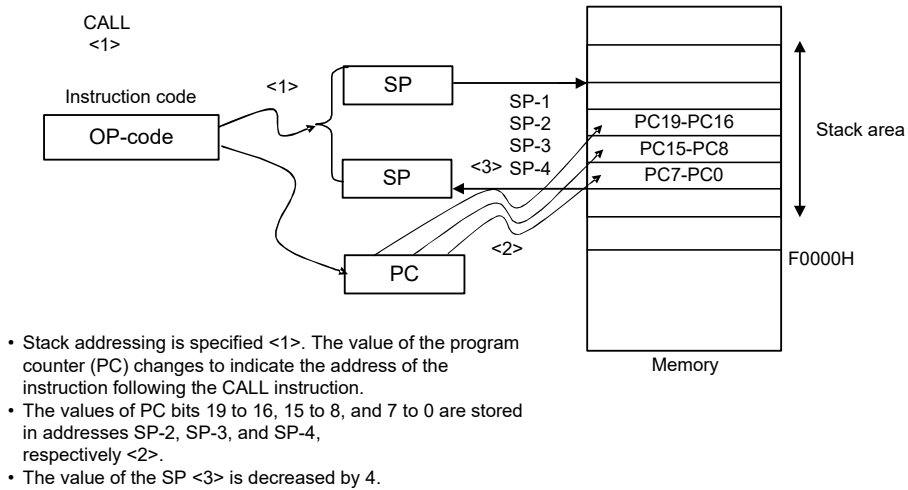 CALL
<1>
Instruction code
OP-code
<1>
SP
SP
PC
SP-1
SP-2
SP-3
<3> SP-4
<2>
PC19-PC16
PC15-PC8
PC7-PC0
Stack area
F0000H
Memory
• Stack addressing is specified <1>. The value of the program
counter (PC) changes to indicate the address of the
instruction following the CALL instruction.
• The values of PC bits 19 to 16, 15 to 8, and 7 to 0 are stored
in addresses SP-2, SP-3, and SP-4,
respectively <2>.
• The value of the SP <3> is decreased by 4.